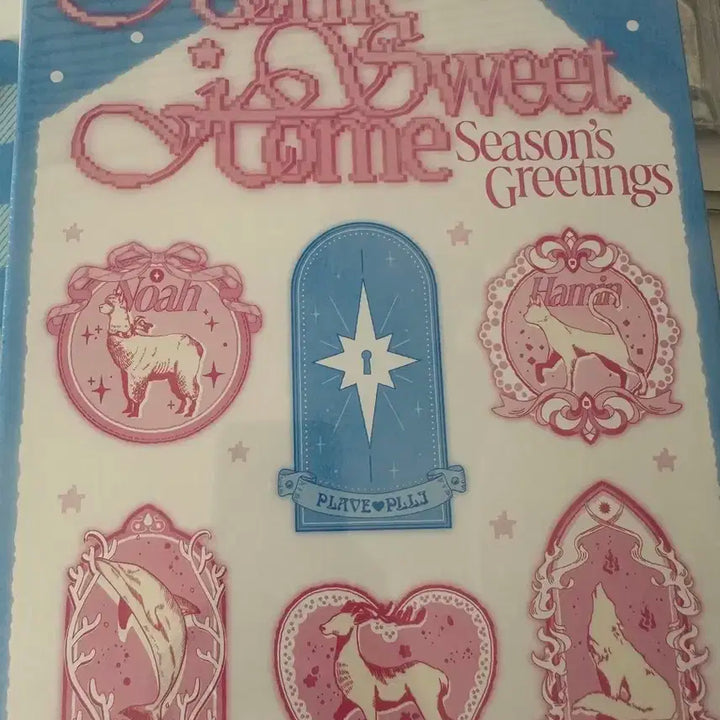 Sweet
Home
Season's
Greetings
Noah
Hamin
PLAVE♥PLLI